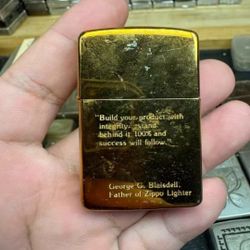 "Build your product with
integrity, stand
behind it 100% and
success will follow."
George G. Blaisdell,
Father of Zippo Lighter